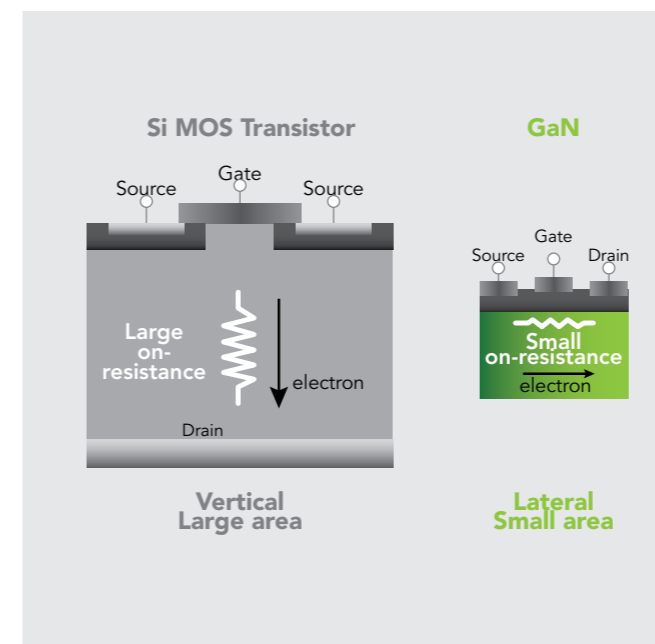 Si MOS Transistor
Gate
Source
Source
Large
on-
resistance
electron
Drain
Vertical
Large area
GaN
Gate
Source
Drain
Small
on-resistance
electron
Lateral
Small area